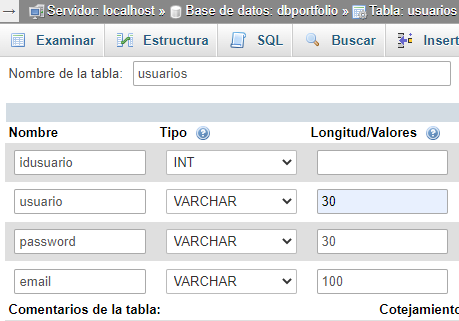 Servidor: localhost » Base de datos: dbportfolio » Tabla: usuarios
Examinar Estructura SQL Buscar Insert
Nombre de la tabla: usuarios
Nombre Tipo Longitud/Valores
idusuario INT
usuario VARCHAR 30
password VARCHAR 30
email VARCHAR 100
Comentarios de la tabla: Cotejamiento